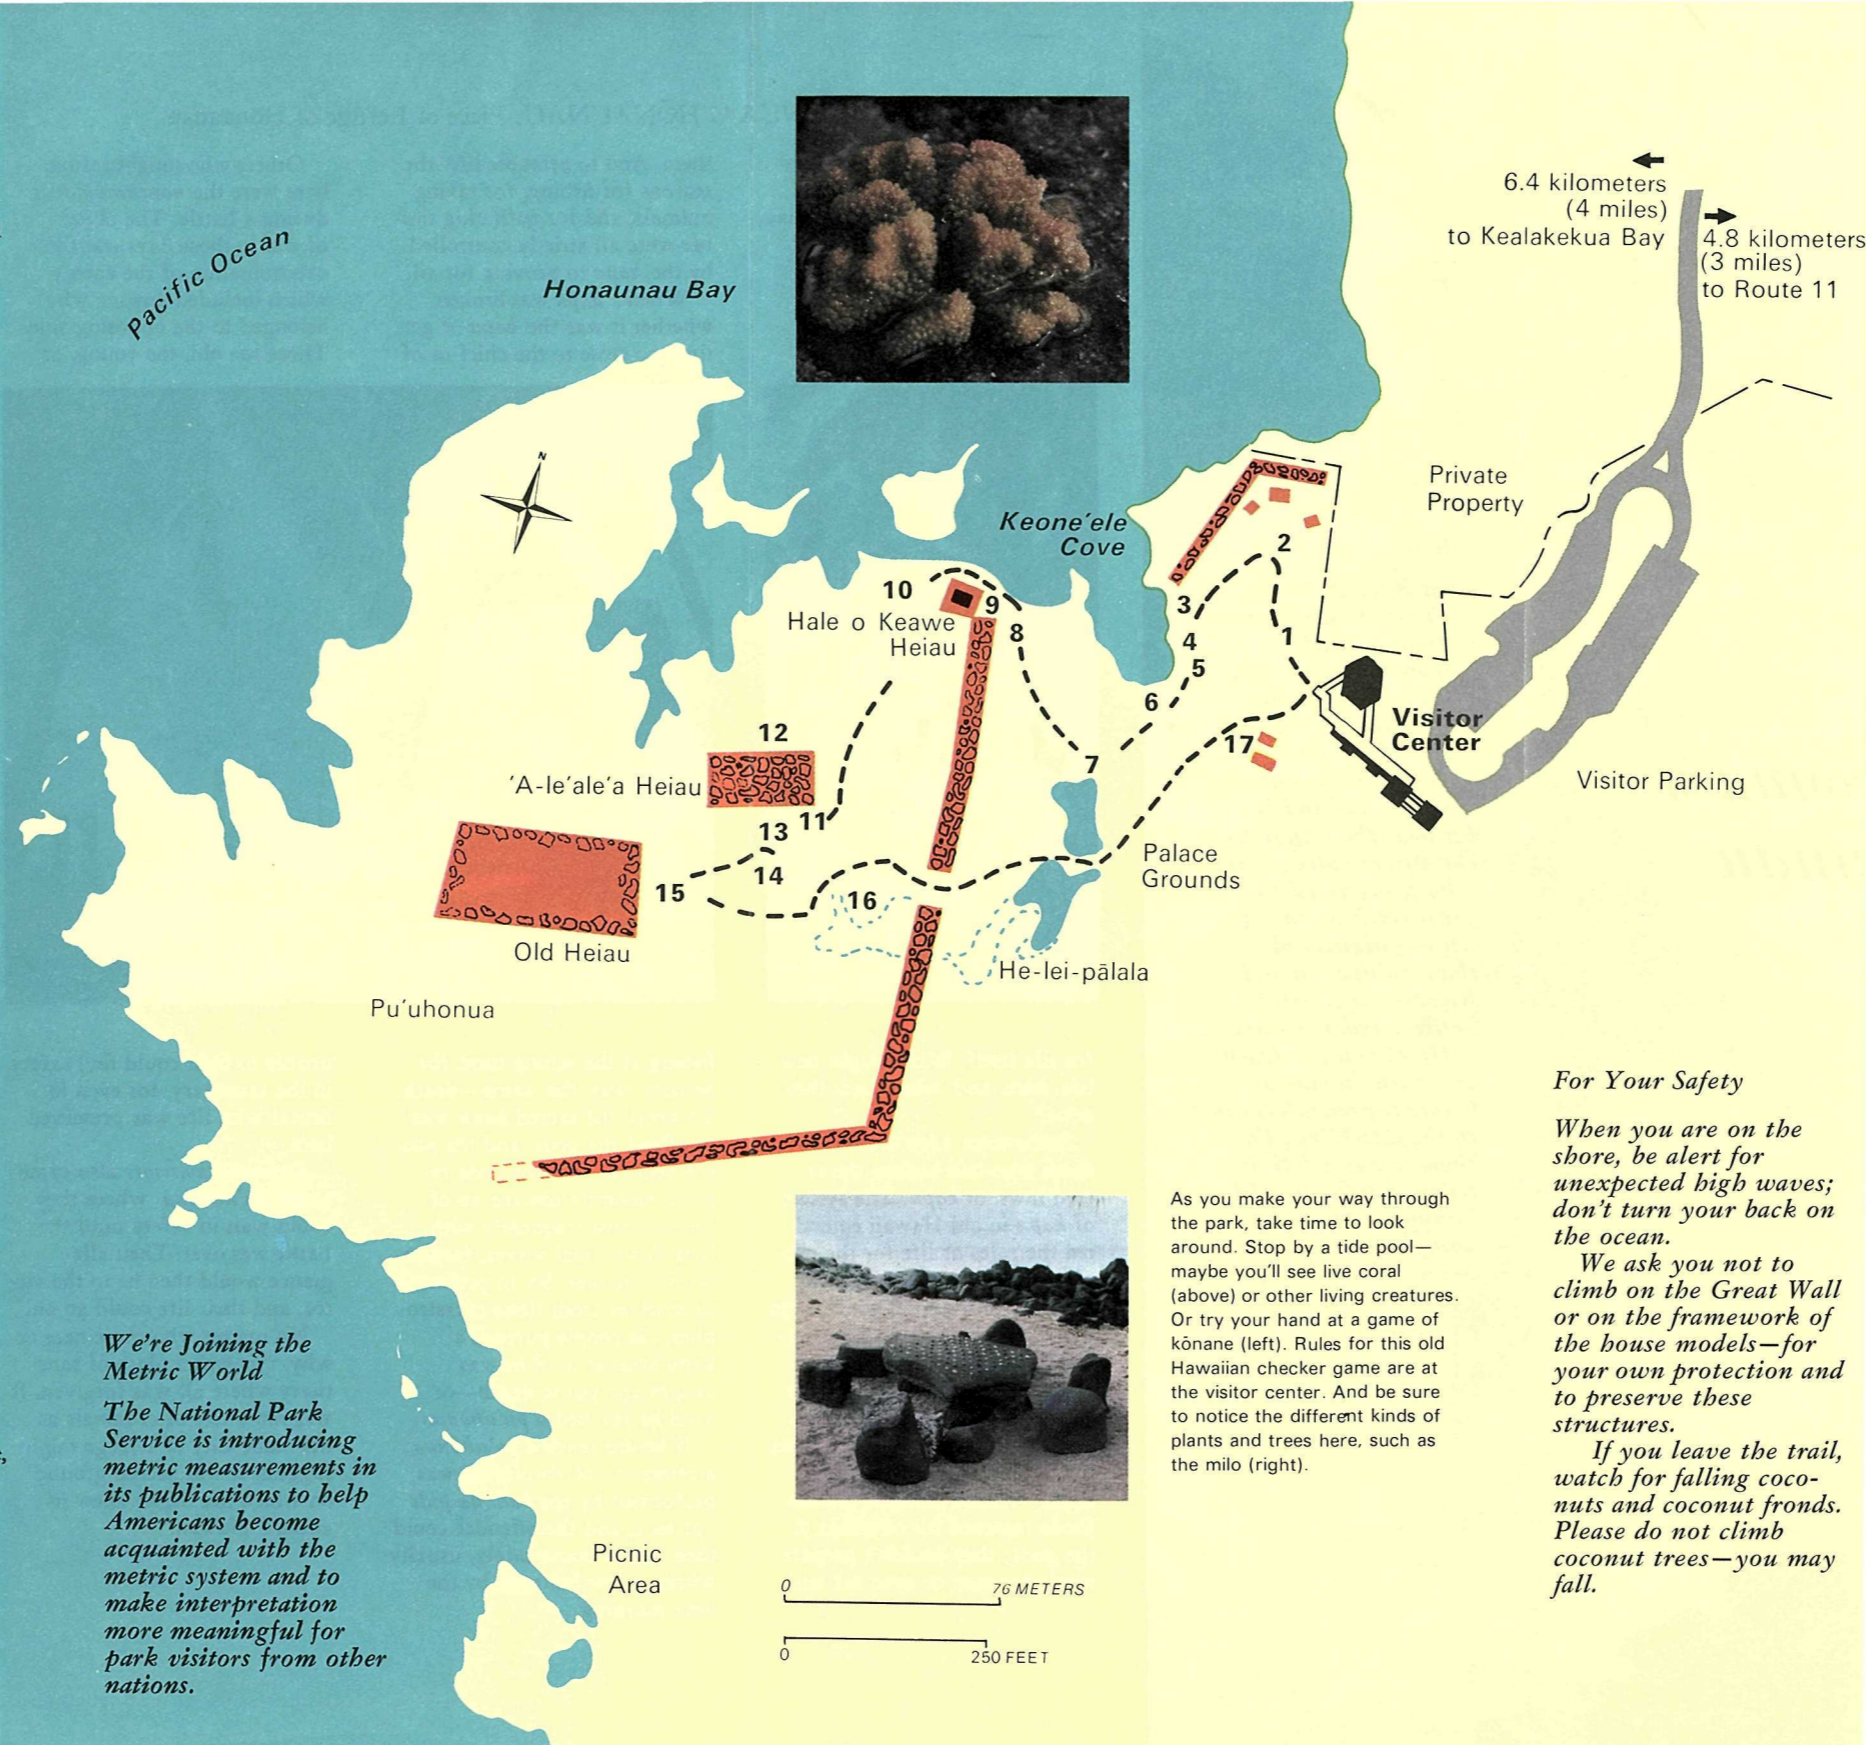 Pacific Ocean
Honaunau Bay
6.4 kilometers
(4 miles)
to Kealakekua Bay
4.8 kilometers
(3 miles)
to Route 11
N
Private
Property
Keone'ele
Cove
2
10
9
Hale o Keawe
Heiau
8
3
4
5
1
6
7
17
Visitor
Center
Visitor Parking
12
'A-le'ale'a Heiau
13
11
14
15
16
Palace
Grounds
Old Heiau
He-lei-pālala
Pu'uhonua
For Your Safety
When you are on the
shore, be alert for
unexpected high waves;
don't turn your back on
the ocean.
We ask you not to
climb on the Great Wall
or on the framework of
the house models—for
your own protection and
to preserve these
structures.
If you leave the trail,
watch for falling coco-
nuts and coconut fronds.
Please do not climb
coconut trees—you may
fall.
As you make your way through
the park, take time to look
around. Stop by a tide pool—
maybe you'll see live coral
(above) or other living creatures.
Or try your hand at a game of
kōnane (left). Rules for this old
Hawaiian checker game are at
the visitor center. And be sure
to notice the different kinds of
plants and trees here, such as
the milo (right).
We're Joining the
Metric World
The National Park
Service is introducing
metric measurements in
its publications to help
Americans become
acquainted with the
metric system and to
make interpretation
more meaningful for
park visitors from other
nations.
Picnic
Area
0 76 METERS
0 250 FEET